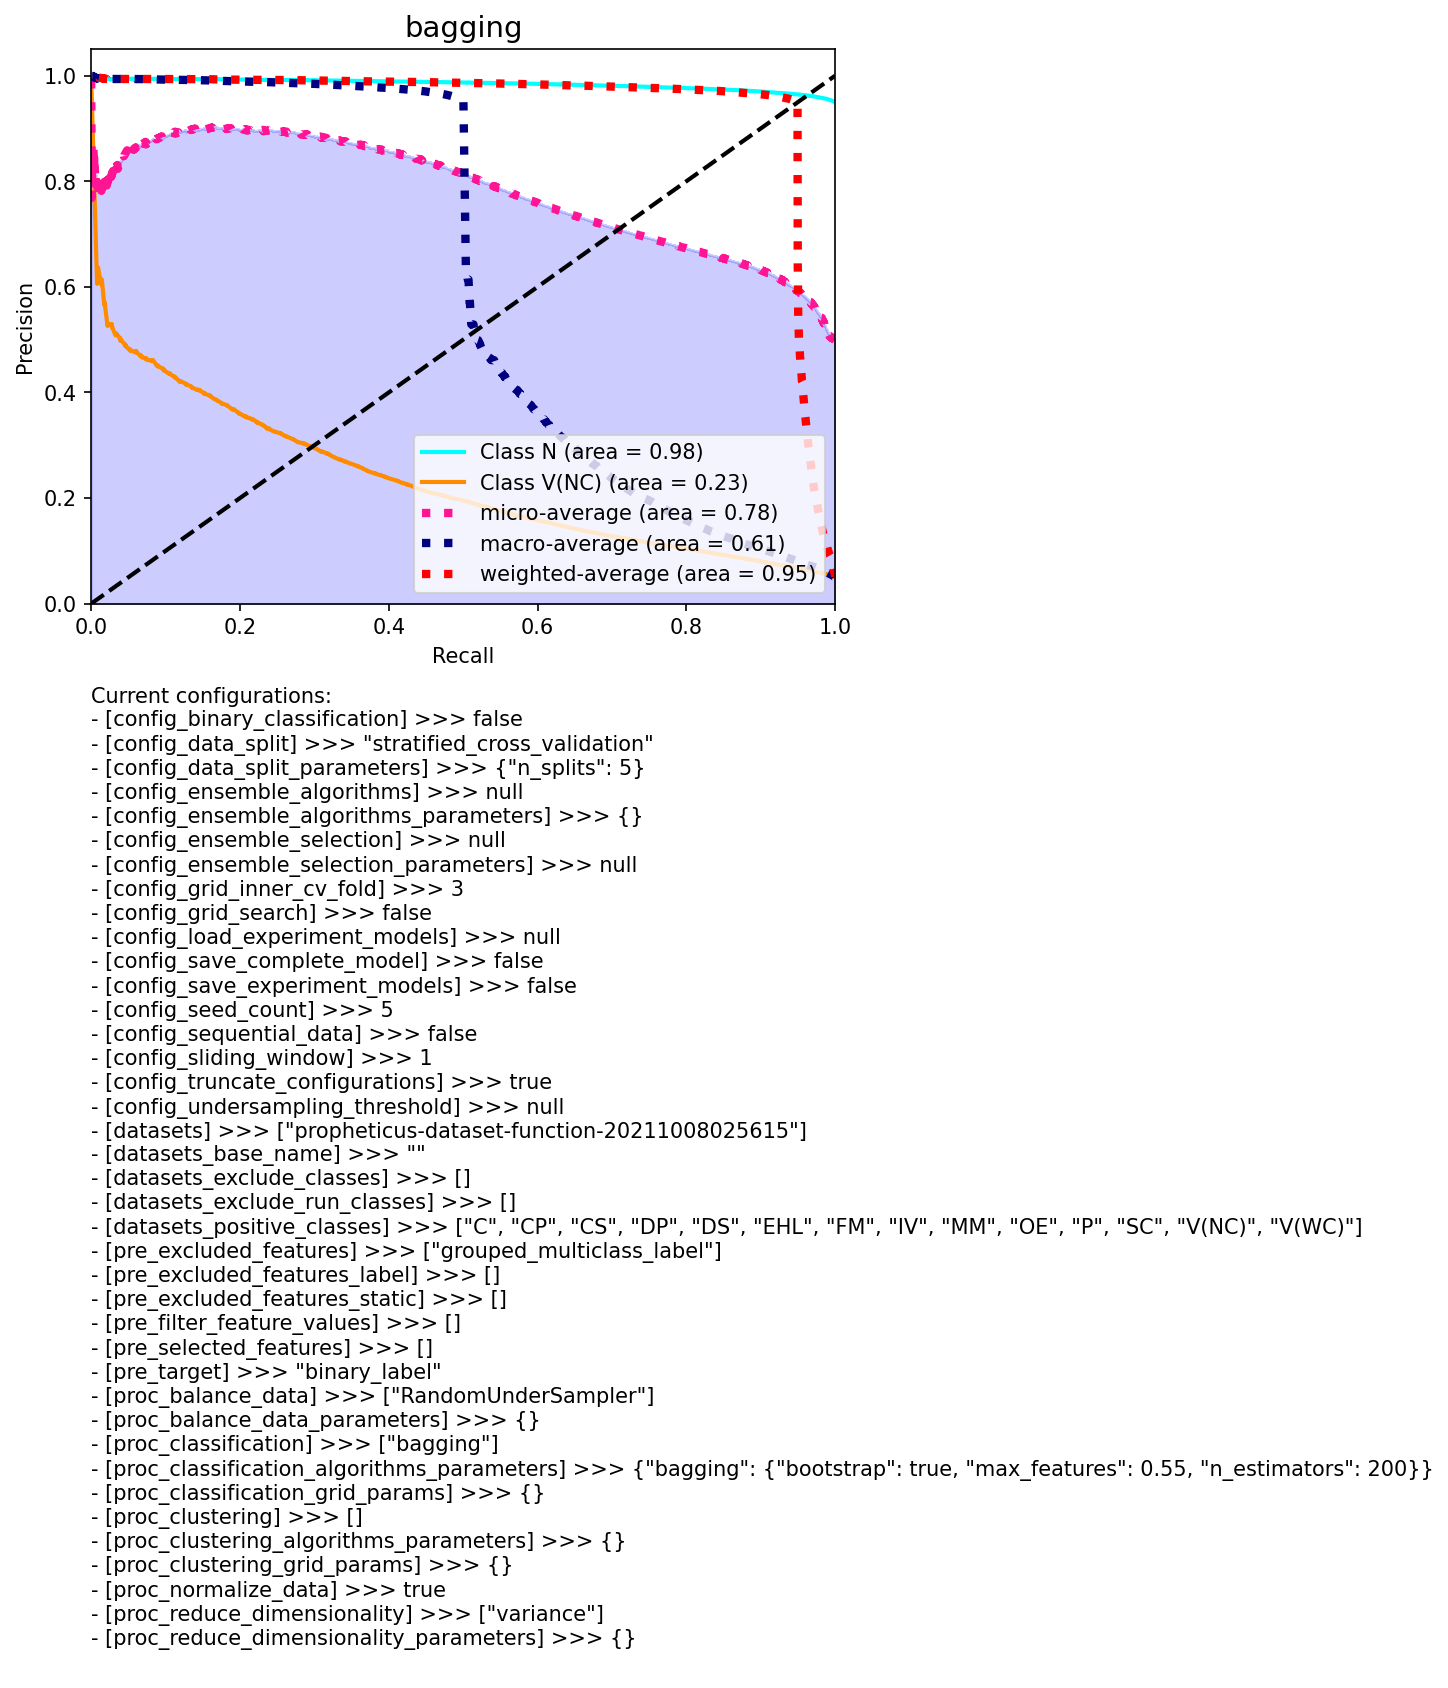 bagging
1.0
0.8
0.6
0.4
0.2
0.0
Precision
Class N (area = 0.98)
Class V(NC) (area = 0.23)
micro-average (area = 0.78)
macro-average (area = 0.61)
weighted-average (area = 0.95)
0.0 0.2 0.4 0.6 0.8 1.0
Recall
Current configurations:
- [config_binary_classification] >>> false
- [config_data_split] >>> "stratified_cross_validation"
- [config_data_split_parameters] >>> {"n_splits": 5}
- [config_ensemble_algorithms] >>> null
- [config_ensemble_algorithms_parameters] >>> {}
- [config_ensemble_selection] >>> null
- [config_ensemble_selection_parameters] >>> null
- [config_grid_inner_cv_fold] >>> 3
- [config_grid_search] >>> false
- [config_load_experiment_models] >>> null
- [config_save_complete_model] >>> false
- [config_save_experiment_models] >>> false
- [config_seed_count] >>> 5
- [config_sequential_data] >>> false
- [config_sliding_window] >>> 1
- [config_truncate_configurations] >>> true
- [config_undersampling_threshold] >>> null
- [datasets] >>> ["propheticus-dataset-function-20211008025615"]
- [datasets_base_name] >>> ""
- [datasets_exclude_classes] >>> []
- [datasets_exclude_run_classes] >>> []
- [datasets_positive_classes] >>> ["C", "CP", "CS", "DP", "DS", "EHL", "FM", "IV", "MM", "OE", "P", "SC", "V(NC)", "V(WC)"]
- [pre_excluded_features] >>> ["grouped_multiclass_label"]
- [pre_excluded_features_label] >>> []
- [pre_excluded_features_static] >>> []
- [pre_filter_feature_values] >>> []
- [pre_selected_features] >>> []
- [pre_target] >>> "binary_label"
- [proc_balance_data] >>> ["RandomUnderSampler"]
- [proc_balance_data_parameters] >>> {}
- [proc_classification] >>> ["bagging"]
- [proc_classification_algorithms_parameters] >>> {"bagging": {"bootstrap": true, "max_features": 0.55, "n_estimators": 200}}
- [proc_classification_grid_params] >>> {}
- [proc_clustering] >>> []
- [proc_clustering_algorithms_parameters] >>> {}
- [proc_clustering_grid_params] >>> {}
- [proc_normalize_data] >>> true
- [proc_reduce_dimensionality] >>> ["variance"]
- [proc_reduce_dimensionality_parameters] >>> {}